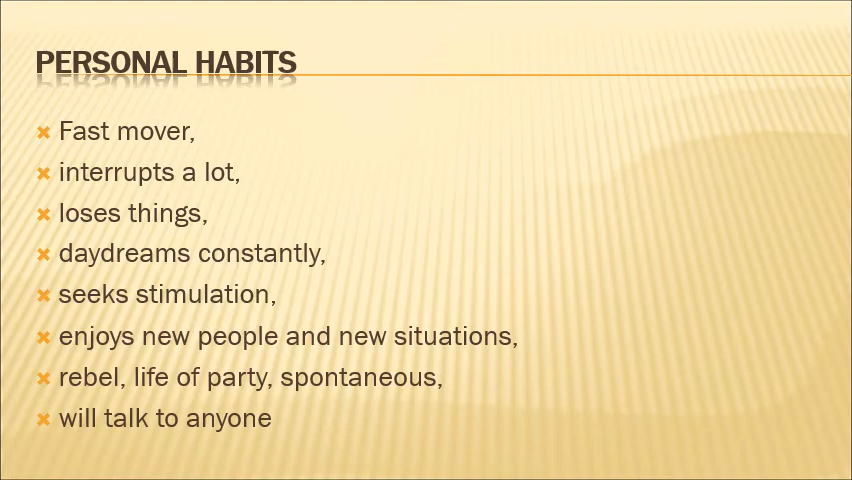 PERSONAL HABITS
Fast mover,
interrupts a lot,
loses things,
daydreams constantly,
seeks stimulation,
enjoys new people and new situations,
rebel, life of party, spontaneous,
will talk to anyone